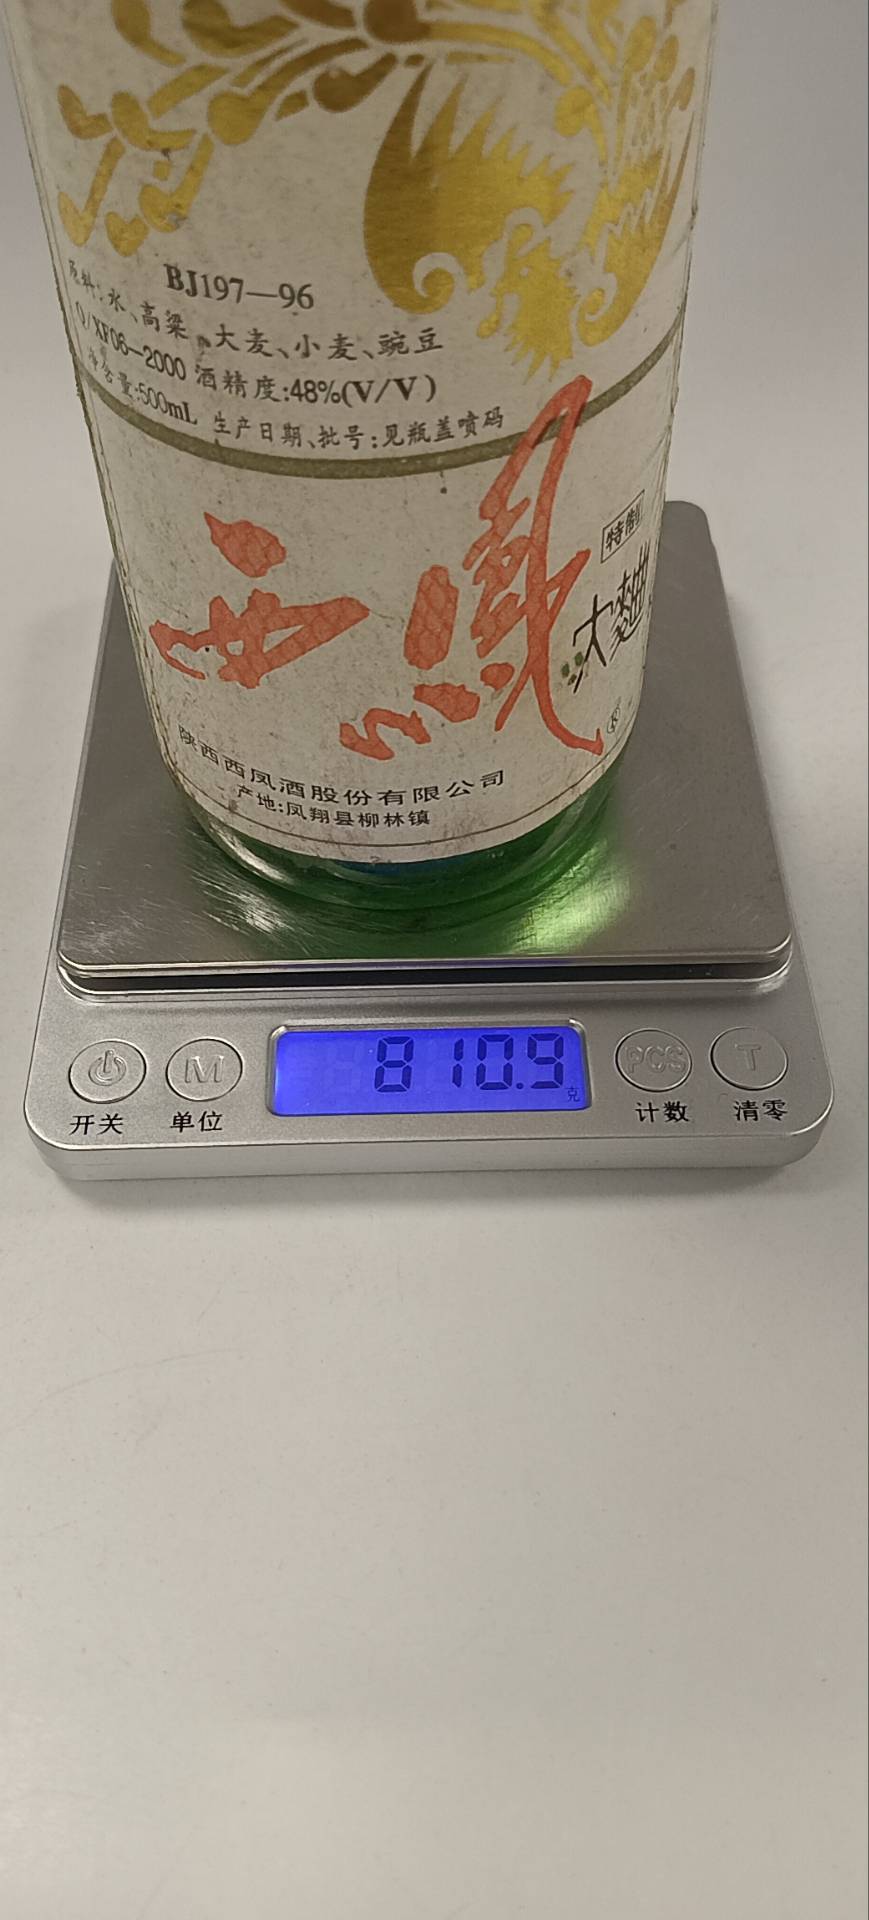 BJ197—96
原料:水、高粱、大麦、小麦、豌豆
Q/XF06—2000 酒精度:48%(V/V)
净含量:500mL 生产日期、批号:见瓶盖喷码
西鳳
特制
大麯
®
陕西西凤酒股份有限公司
产地:凤翔县柳林镇
810.9
克
M
PCS
T
开关
单位
计数
清零